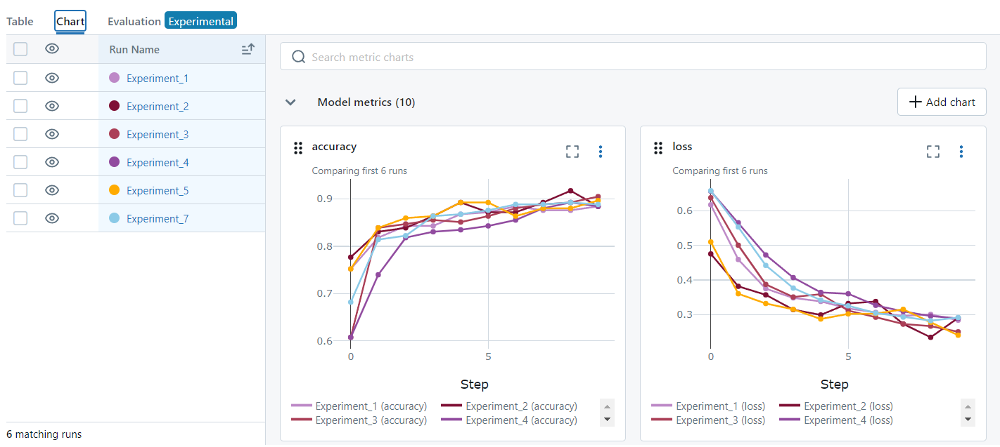 Table Chart Evaluation Experimental
Run Name
Experiment_1
Experiment_2
Experiment_3
Experiment_4
Experiment_5
Experiment_7
6 matching runs
Search metric charts
Model metrics (10)
Add chart
accuracy
Comparing first 6 runs
0.9
0.8
0.7
0.6
0 5
Step
Experiment_1 (accuracy) Experiment_2 (accuracy)
Experiment_3 (accuracy) Experiment_4 (accuracy)
loss
Comparing first 6 runs
0.6
0.5
0.4
0.3
0 5
Step
Experiment_1 (loss) Experiment_2 (loss)
Experiment_3 (loss) Experiment_4 (loss)